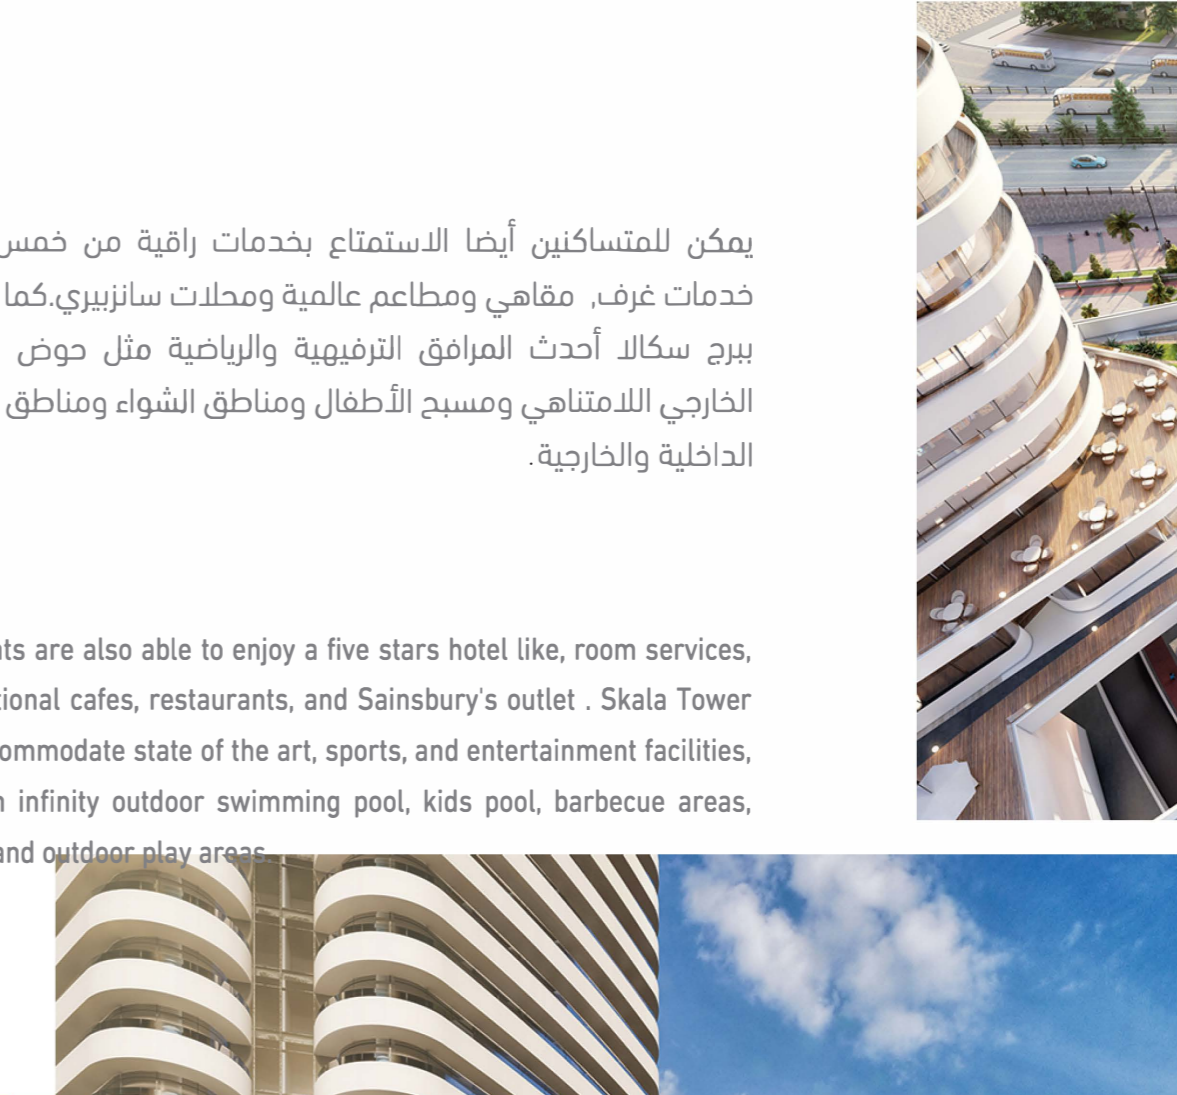 يمكن للمتساكنين أيضا الاستمتاع بخدمات راقية من خمس
خدمات غرف, مقاهي ومطاعم عالمية ومحلات سانزبيري.كما
ببرج سكالا أحدث المرافق الترفيهية والرياضية مثل حوض
الخارجي اللامتناهي ومسبح الأطفال ومناطق الشواء ومناطق
الداخلية والخارجية.
are also able to enjoy a five stars hotel like, room services,
cafes, restaurants, and Sainsbury's outlet . Skala Tower
state of the art, sports, and entertainment facilities,
infinity outdoor swimming pool, kids pool, barbecue areas,
and outdoor play areas.